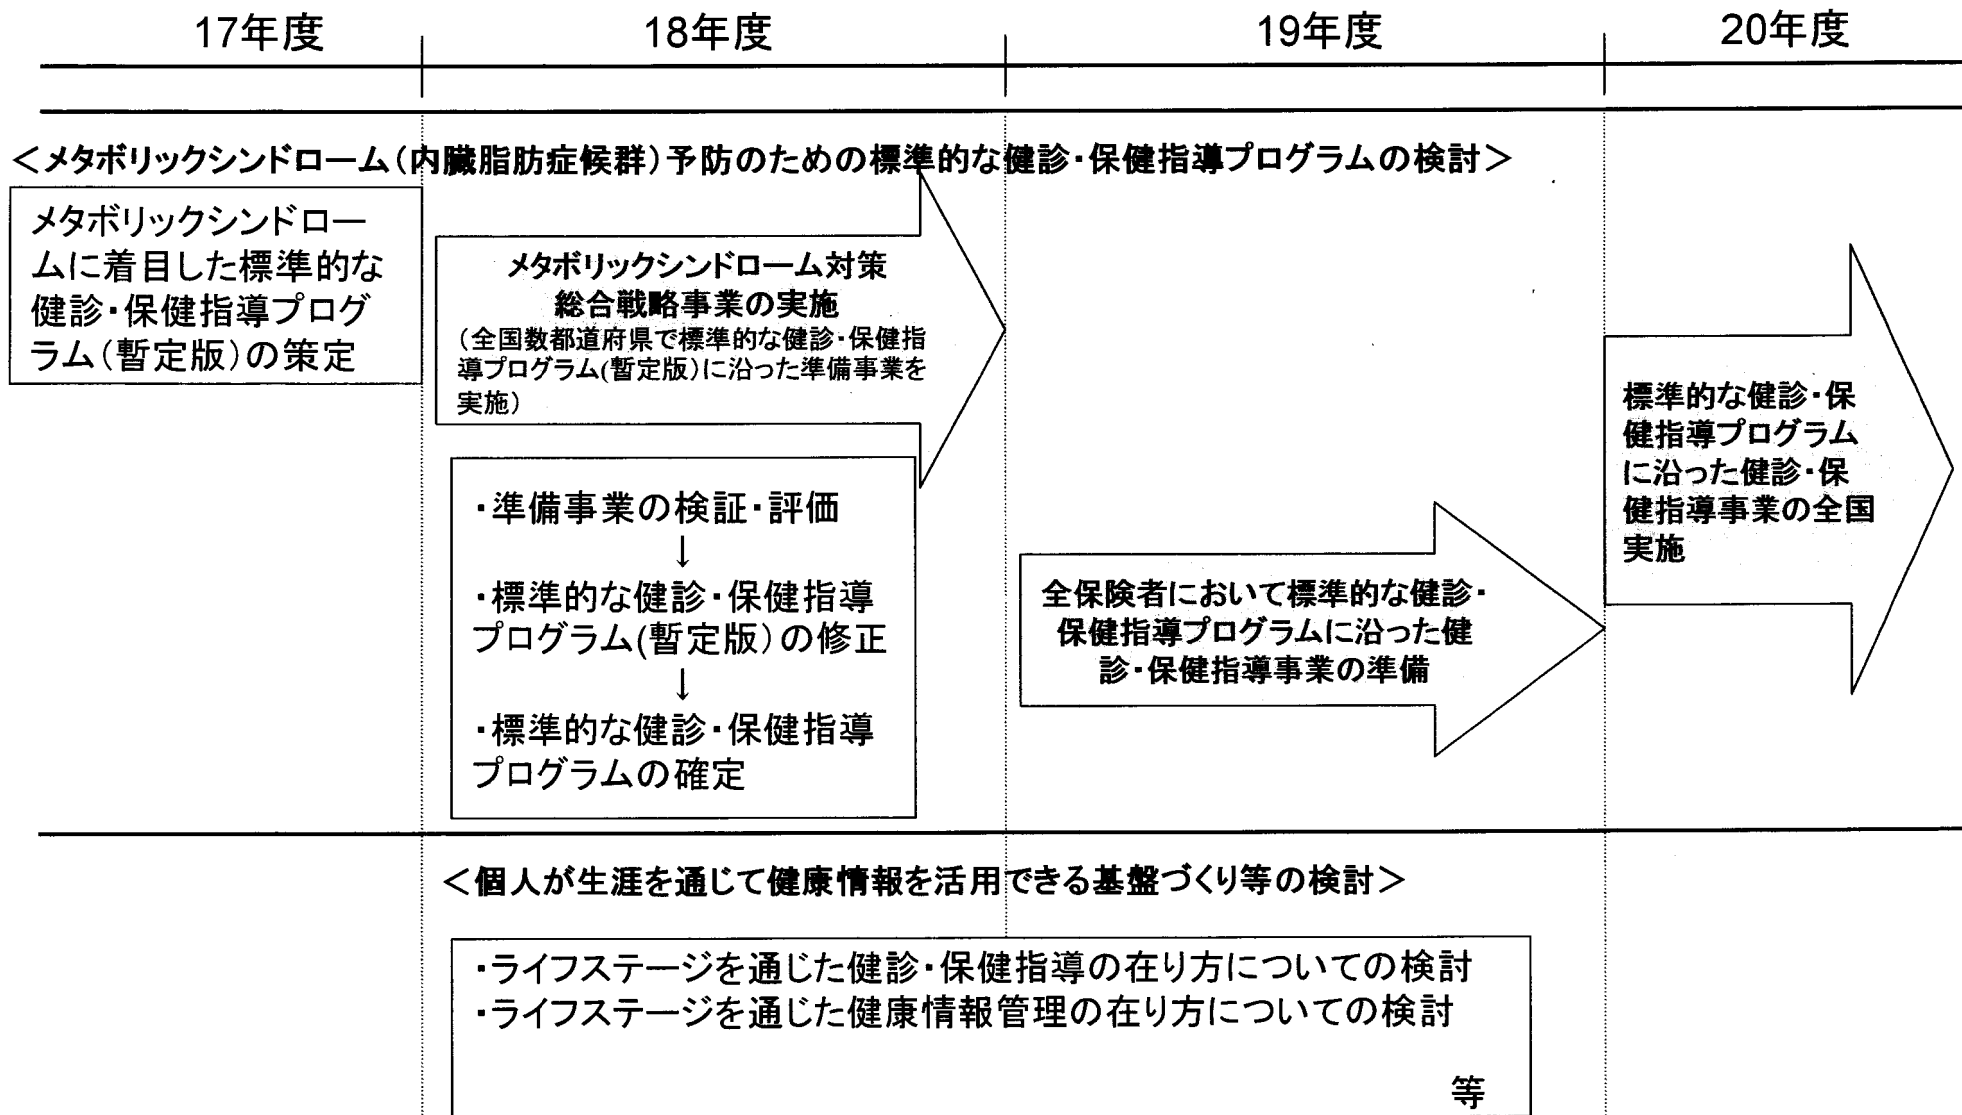 17年度
18年度
19年度
20年度
＜メタボリックシンドローム（内臓脂肪症候群）予防のための標準的な健診・保健指導プログラムの検討＞
メタボリックシンドロー
ムに着目した標準的な
健診・保健指導プログ
ラム（暫定版）の策定
メタボリックシンドローム対策
総合戦略事業の実施
（全国数都道府県で標準的な健診・保健指
導プログラム(暫定版）に沿った準備事業を
実施）
・準備事業の検証・評価
↓
・標準的な健診・保健指導
プログラム(暫定版）の修正
↓
・標準的な健診・保健指導
プログラムの確定
全保険者において標準的な健診・
保健指導プログラムに沿った健
診・保健指導事業の準備
標準的な健診・保
健指導プログラム
に沿った健診・保
健指導事業の全国
実施
＜個人が生涯を通じて健康情報を活用できる基盤づくり等の検討＞
・ライフステージを通じた健診・保健指導の在り方についての検討
・ライフステージを通じた健康情報管理の在り方についての検討
等